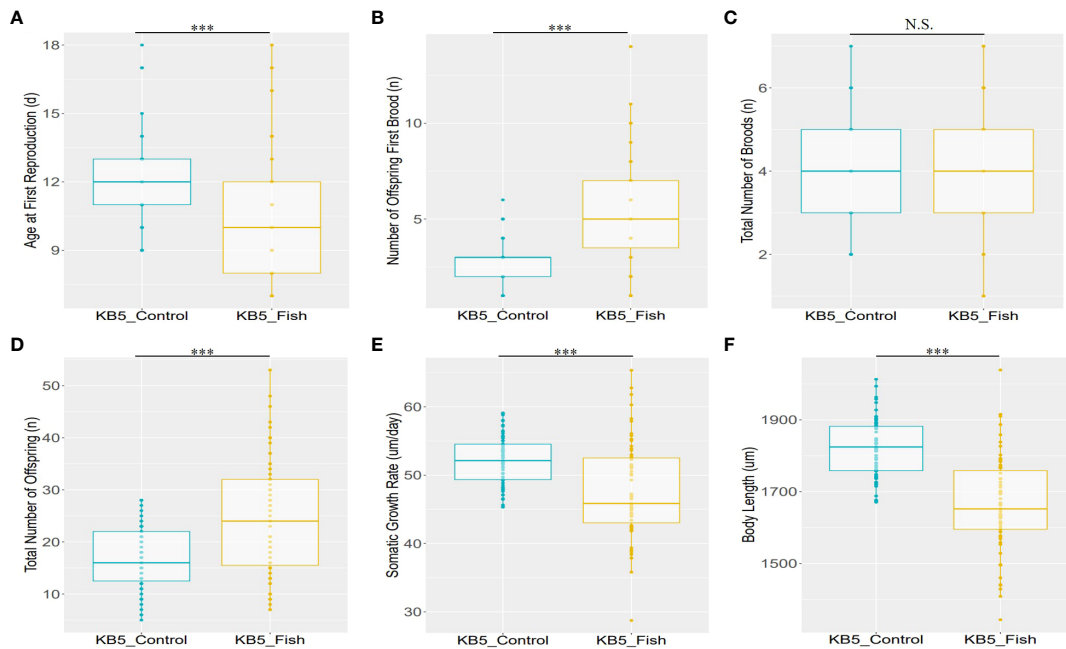 A
***
Age at First Reproduction (d)
18
15
12
9
KB5_Control
KB5_Fish
B
***
Number of Offspring First Brood (n)
10
5
KB5_Control
KB5_Fish
C
N.S.
Total Number of Broods (n)
6
4
2
KB5_Control
KB5_Fish
D
***
Total Number of Offspring (n)
50
40
30
20
10
KB5_Control
KB5_Fish
E
***
Somatic Growth Rate (um/day)
60
50
40
30
KB5_Control
KB5_Fish
F
***
Body Length (um)
1900
1700
1500
KB5_Control
KB5_Fish